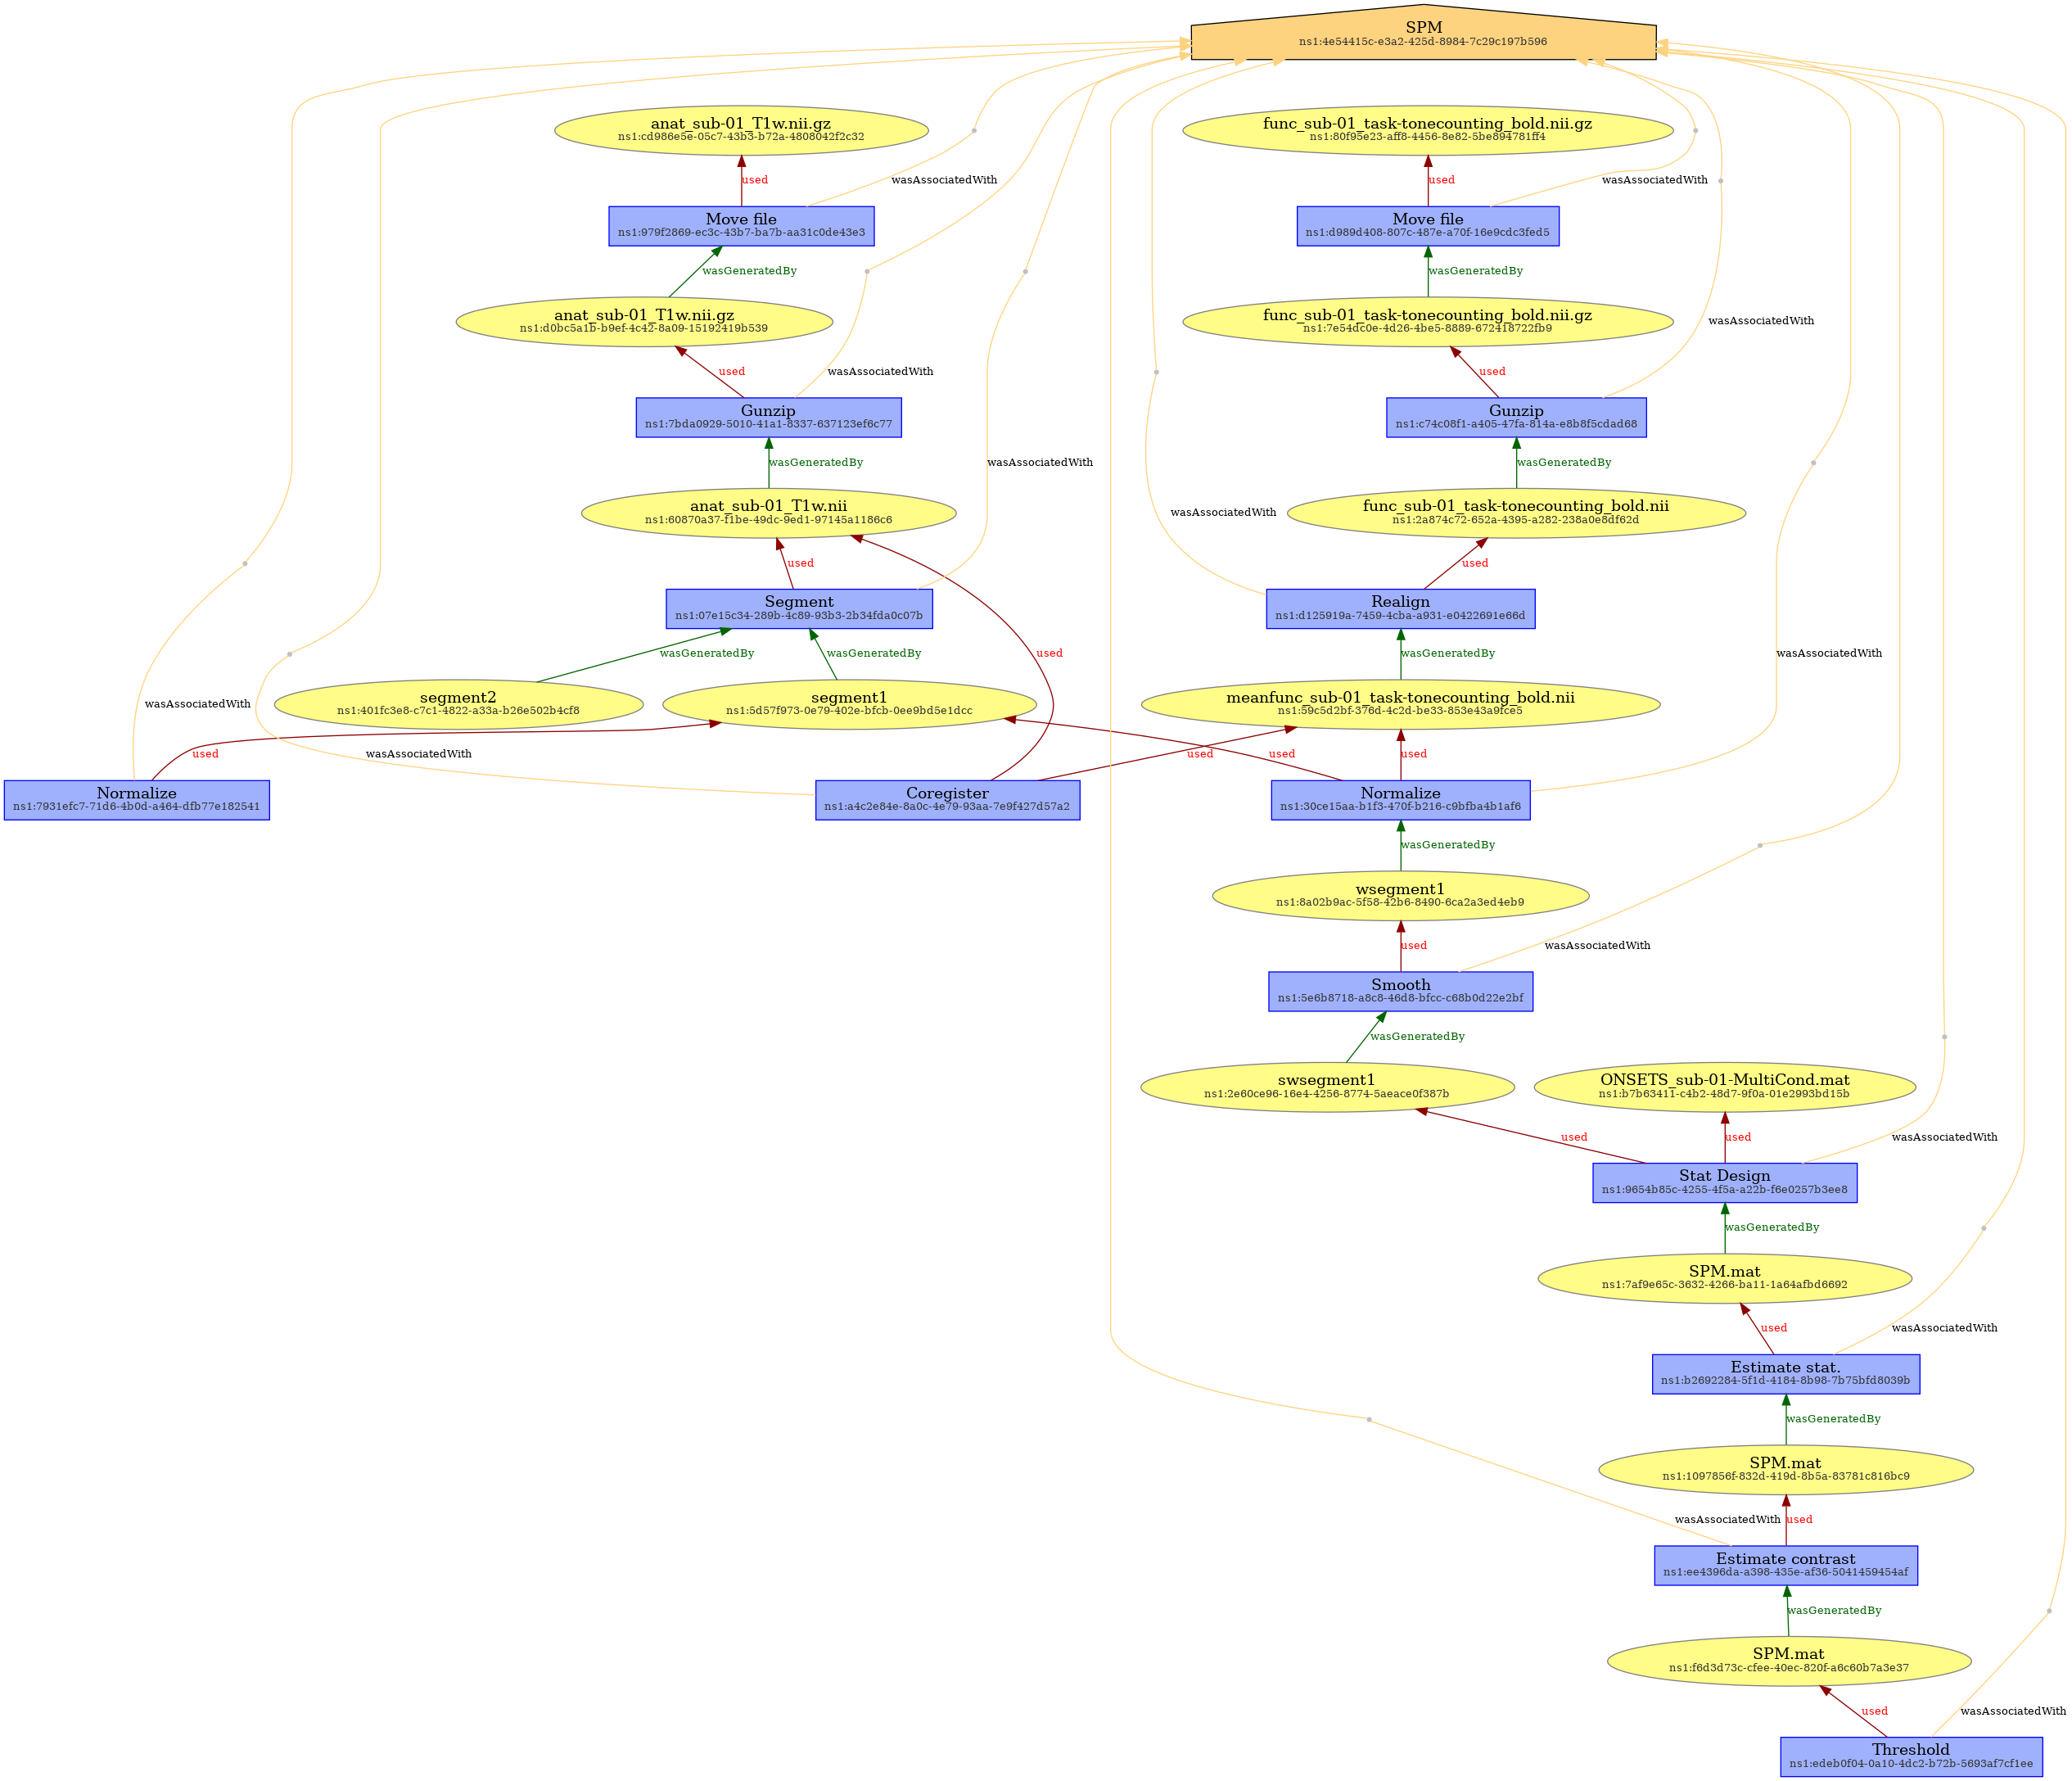 SPM
ns1:4e54415c-e3a2-425d-8984-7c29c197b596
anat_sub-01_T1w.nii.gz
ns1:cd986e5e-05c7-43b3-b72a-4808042f2c32
func_sub-01_task-tonecounting_bold.nii.gz
ns1:80f95e23-aff8-4456-8e82-5be894781ff4
used
wasAssociatedWith
used
wasAssociatedWith
Move file
ns1:979f2869-ec3c-43b7-ba7b-aa31c0de43e3
Move file
ns1:d989d408-807c-487e-a70f-16e9cdc3fed5
wasGeneratedBy
wasGeneratedBy
anat_sub-01_T1w.nii.gz
ns1:d0bc5a1b-b9ef-4c42-8a09-15192419b539
func_sub-01_task-tonecounting_bold.nii.gz
ns1:7e54dc0e-4d26-4be5-8889-672418722fb9
wasAssociatedWith
used
wasAssociatedWith
used
Gunzip
ns1:7bda0929-5010-41a1-8337-637123ef6c77
Gunzip
ns1:c74c08f1-a405-47fa-814a-e8b8f5cdad68
wasGeneratedBy
wasAssociatedWith
wasGeneratedBy
anat_sub-01_T1w.nii
ns1:60870a37-f1be-49dc-9ed1-97145a1186c6
wasAssociatedWith
func_sub-01_task-tonecounting_bold.nii
ns1:2a874c72-652a-4395-a282-238a0e8df62d
used
used
Segment
ns1:07e15c34-289b-4c89-93b3-2b34fda0c07b
Realign
ns1:d125919a-7459-4cba-a931-e0422691e66d
wasGeneratedBy
wasGeneratedBy
used
wasGeneratedBy
wasAssociatedWith
wasAssociatedWith
segment2
ns1:401fc3e8-c7c1-4822-a33a-b26e502b4cf8
segment1
ns1:5d57f973-0e79-402e-bfcb-0ee9bd5e1dcc
meanfunc_sub-01_task-tonecounting_bold.nii
ns1:59c5d2bf-376d-4c2d-be33-853e43a9fce5
used
wasAssociatedWith
used
used
used
Normalize
ns1:7931efc7-71d6-4b0d-a464-dfb77e182541
Coregister
ns1:a4c2e84e-8a0c-4e79-93aa-7e9f427d57a2
Normalize
ns1:30ce15aa-b1f3-470f-b216-c9bfba4b1af6
wasGeneratedBy
wsegment1
ns1:8a02b9ac-5f58-42b6-8490-6ca2a3ed4eb9
used
wasAssociatedWith
Smooth
ns1:5e6b8718-a8c8-46d8-bfcc-c68b0d22e2bf
wasGeneratedBy
swsegment1
ns1:2e60ce96-16e4-4256-8774-5aeace0f387b
ONSETS_sub-01-MultiCond.mat
ns1:b7b63411-c4b2-48d7-9f0a-01e2993bd15b
used
used
wasAssociatedWith
Stat Design
ns1:9654b85c-4255-4f5a-a22b-f6e0257b3ee8
wasGeneratedBy
SPM.mat
ns1:7af9e65c-3632-4266-ba11-1a64afbd6692
used
wasAssociatedWith
Estimate stat.
ns1:b2692284-5f1d-4184-8b98-7b75bfd8039b
wasGeneratedBy
SPM.mat
ns1:1097856f-832d-419d-8b5a-83781c816bc9
wasAssociatedWith
used
Estimate contrast
ns1:ee4396da-a398-435e-af36-5041459454af
wasGeneratedBy
SPM.mat
ns1:f6d3d73c-cfee-40ec-820f-a6c60b7a3e37
used
wasAssociatedWith
Threshold
ns1:edeb0f04-0a10-4dc2-b72b-5693af7cf1ee